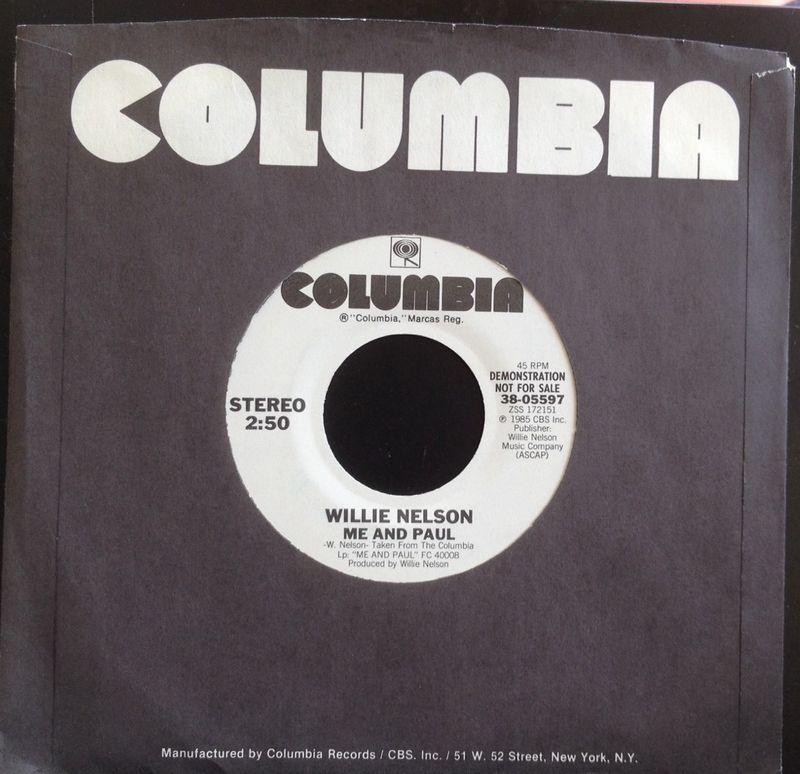 COLUMBIA
COLUMBIA
® "Columbia," Marcas Reg.
45 RPM
DEMONSTRATION
NOT FOR SALE
38-05597
ZSS 172151
℗ 1985 CBS Inc.
Publisher:
Willie Nelson
Music Company
(ASCAP)
STEREO
2:50
WILLIE NELSON
ME AND PAUL
-W. Nelson- Taken From The Columbia
Lp: "ME AND PAUL" FC 40008
Produced by Willie Nelson
Manufactured by Columbia Records / CBS. Inc. / 51 W. 52 Street, New York, N.Y.